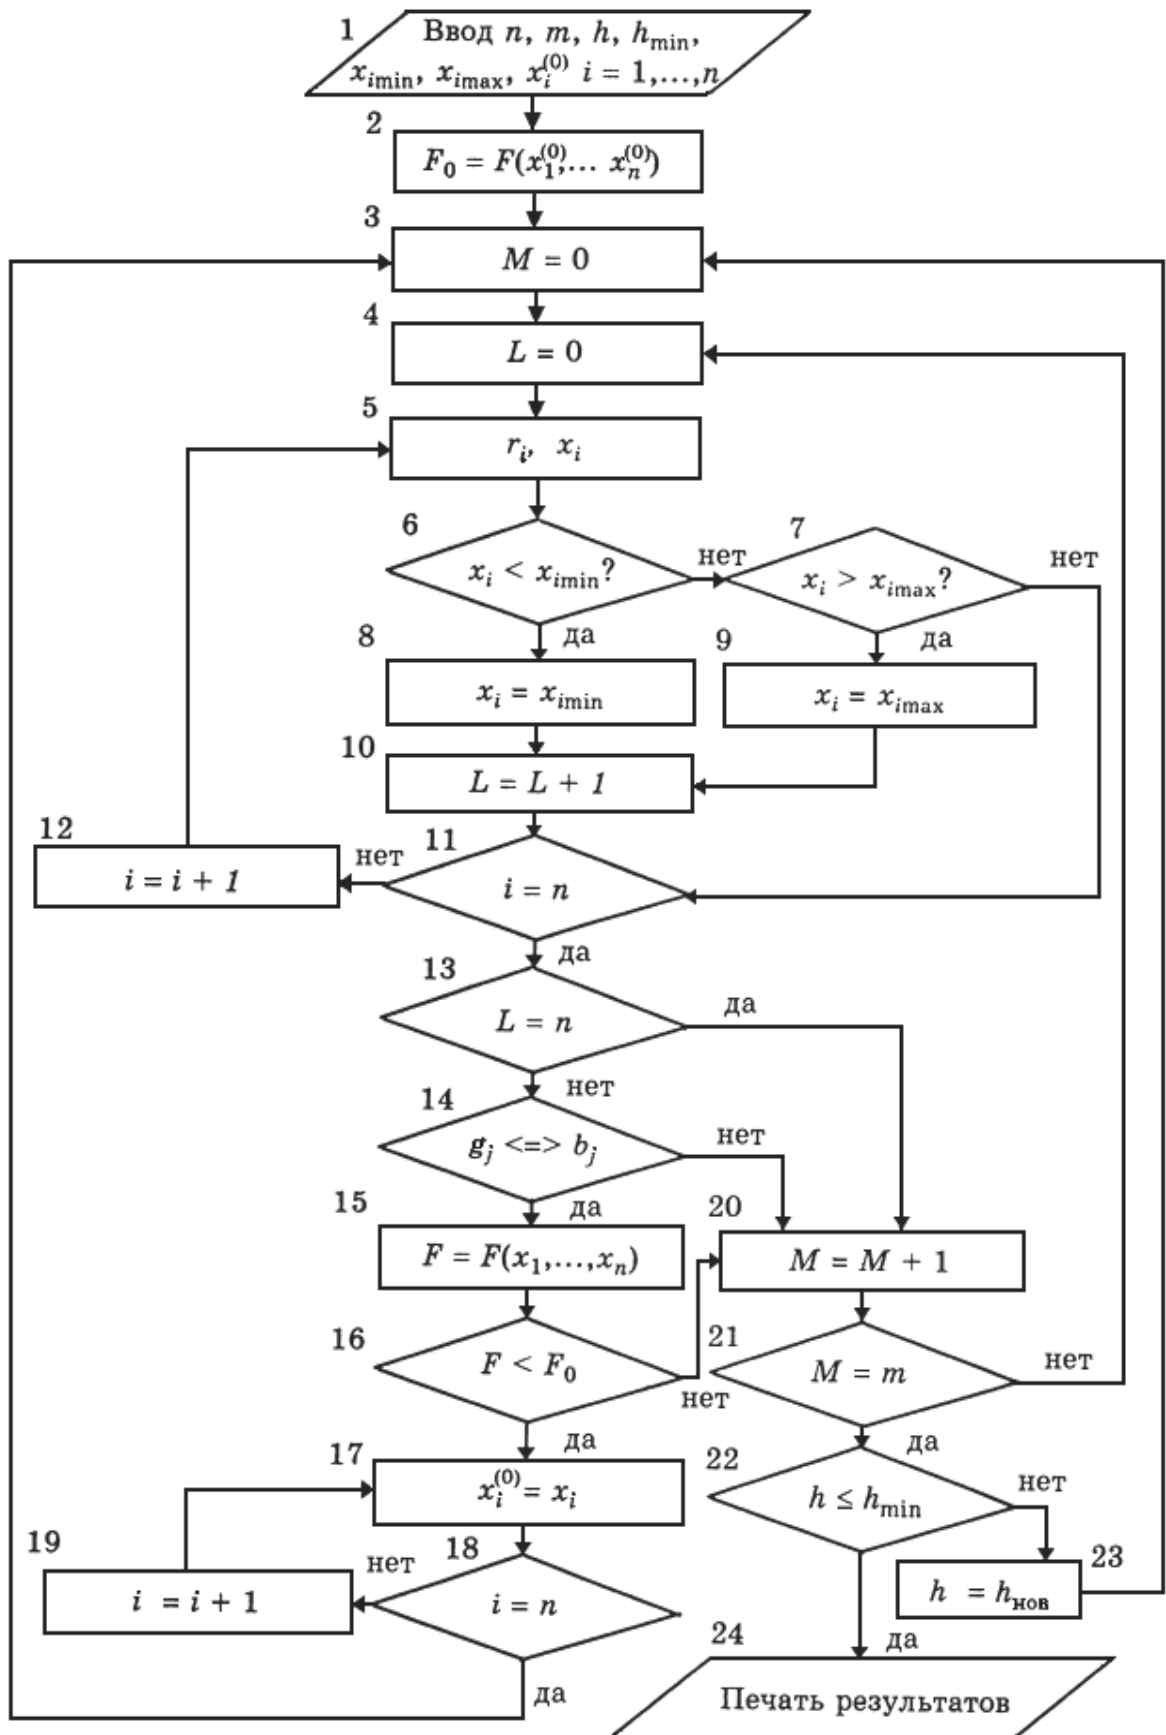 1
Ввод n, m, h, h_min,
x_imin, x_imax, x_i^(0) i = 1,...,n
2
F_0 = F(x_1^(0),... x_n^(0))
3
M = 0
4
L = 0
5
r_i, x_i
6
x_i < x_imin?
нет
7
x_i > x_imax?
нет
да
8
x_i = x_imin
да
9
x_i = x_imax
10
L = L + 1
11
i = n
нет
12
i = i + 1
да
13
L = n
да
нет
14
g_j <=> b_j
нет
да
15
F = F(x_1,...,x_n)
20
M = M + 1
16
F < F_0
нет
21
M = m
нет
да
17
x_i^(0) = x_i
да
22
h ≤ h_min
нет
18
i = n
нет
19
i = i + 1
23
h = h_нов
да
да
24
Печать результатов